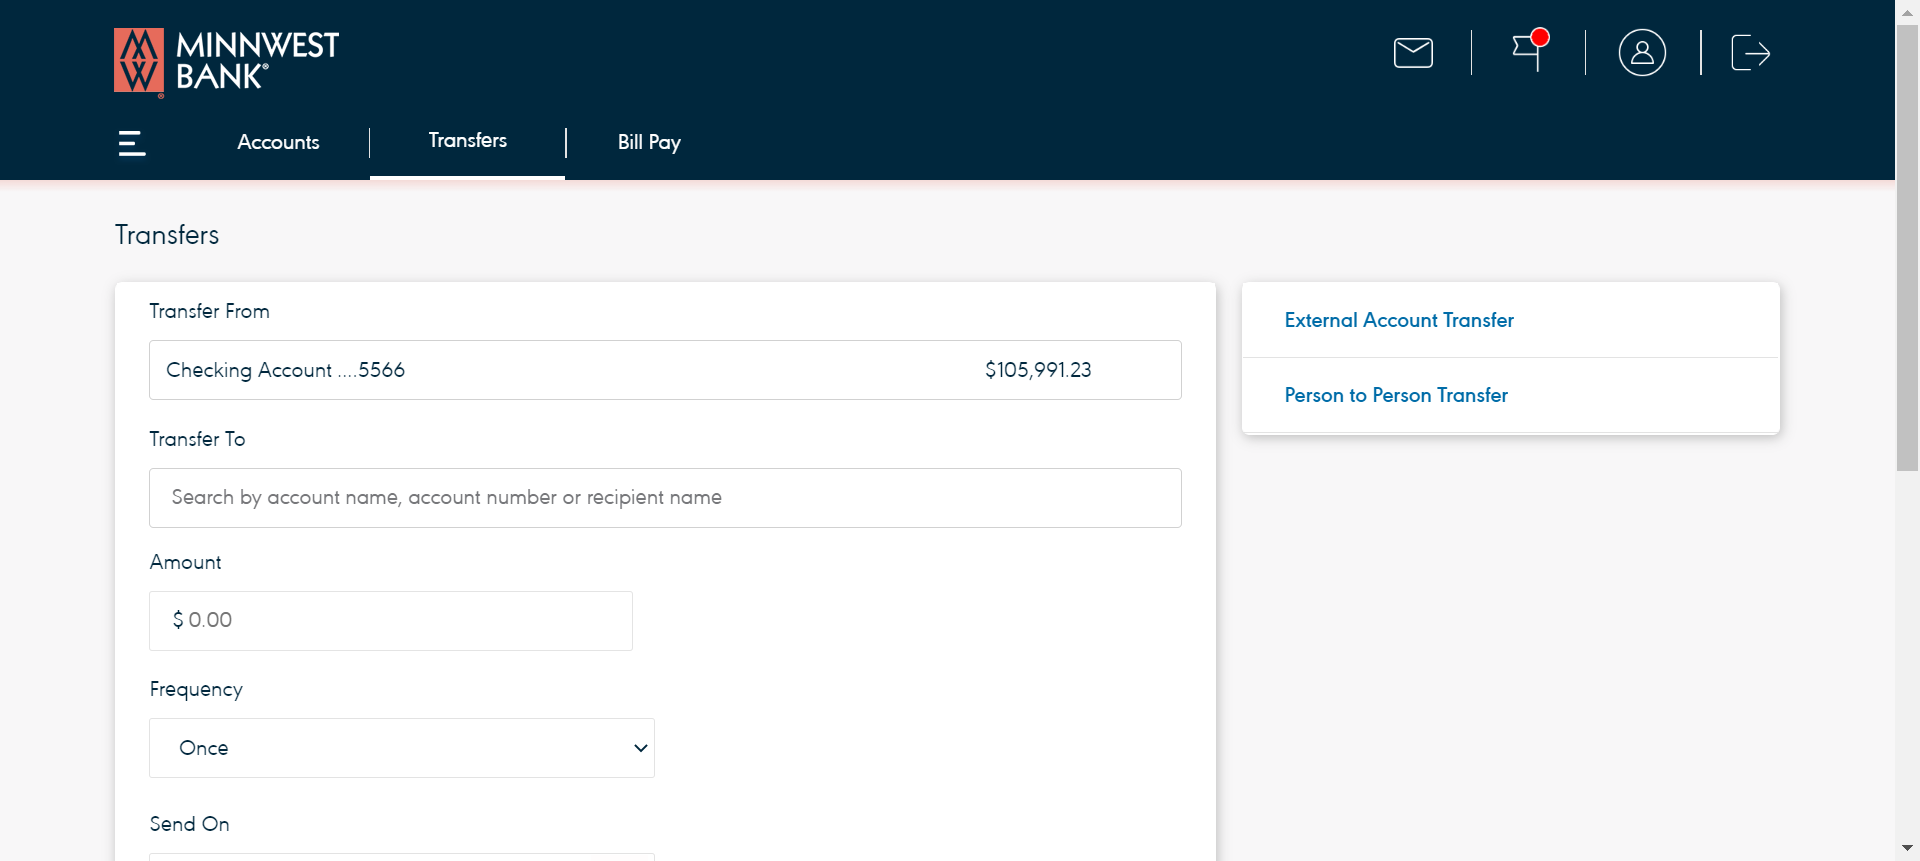 MINNWEST
BANK®
Accounts
Transfers
Bill Pay
Transfers
Transfer From
Checking Account ....5566 $105,991.23
Transfer To
Search by account name, account number or recipient name
Amount
$ 0.00
Frequency
Once
Send On
External Account Transfer
Person to Person Transfer